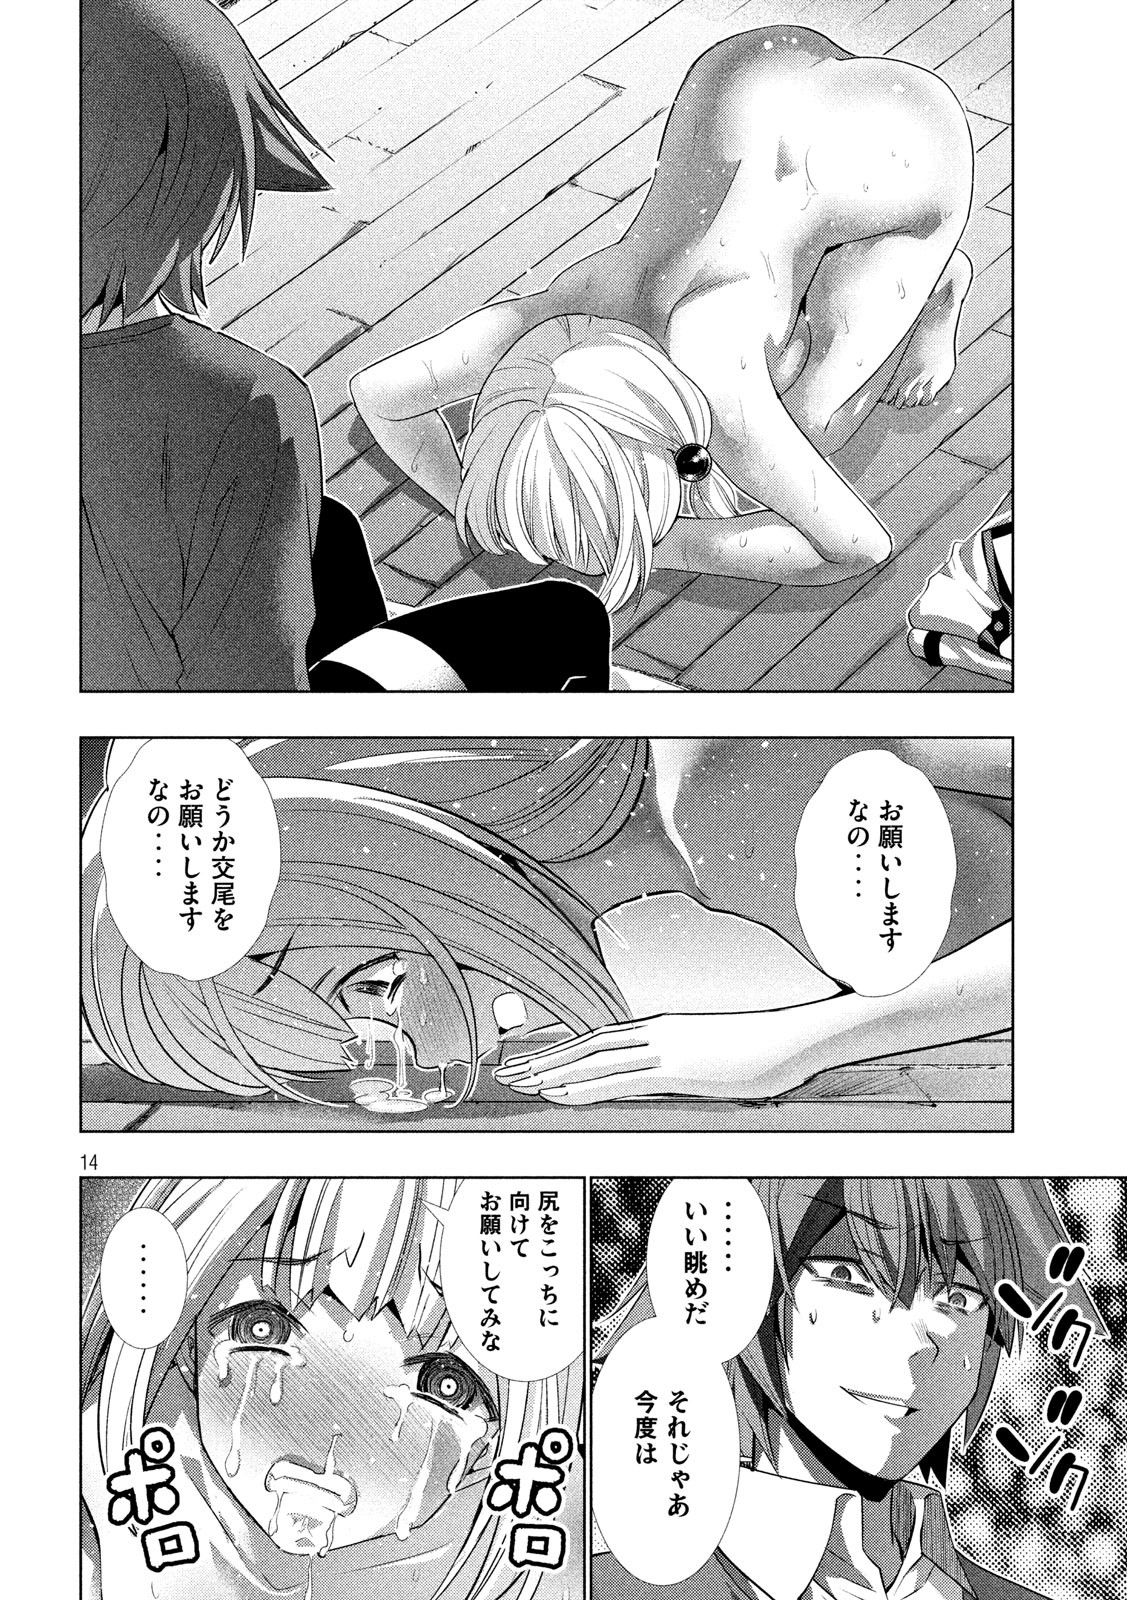 お願いします
なの‥‥
どうか交尾を
お願いします
なの‥‥
14
‥‥‥
いい眺めだ
それじゃあ
今度は
ゾクッ
ゾクッ
尻をこっちに
向けて
お願いしてみな
‥‥‥
ポロ
ポロ